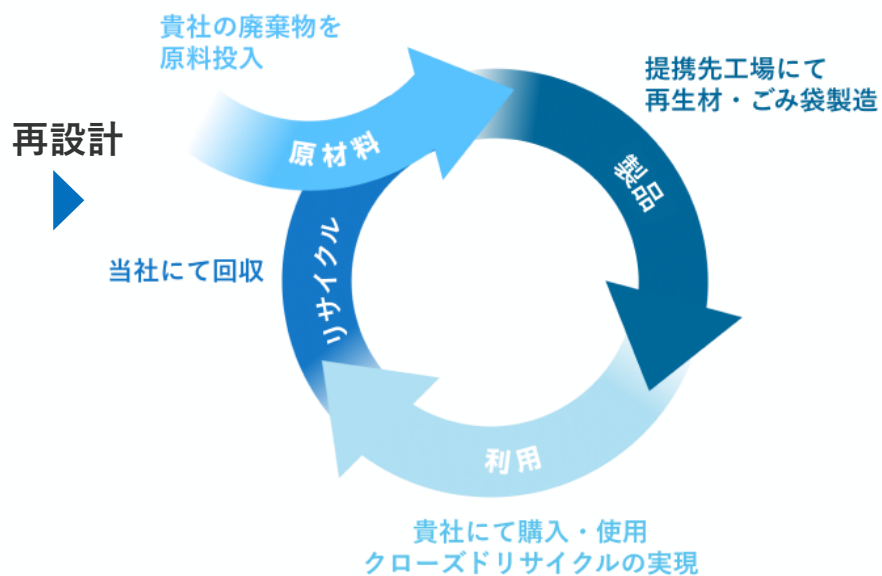 貴社の廃棄物を
原料投入
提携先工場にて
再生材・ごみ袋製造
再設計
原材料
製品
リサイクル
当社にて回収
利用
貴社にて購入・使用
クローズドリサイクルの実現